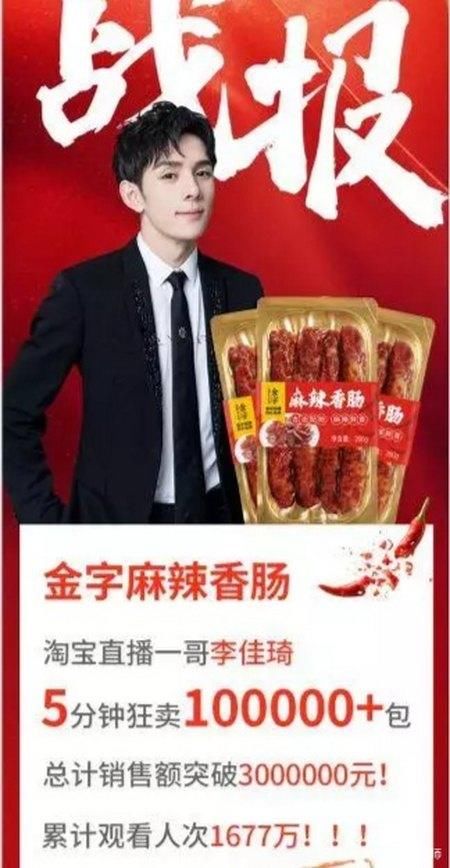 战报
麻辣香肠
金字麻辣香肠
淘宝直播一哥李佳琦
5分钟狂卖100000+包
总计销售额突破3000000元！
累计观看人次1677万！！！